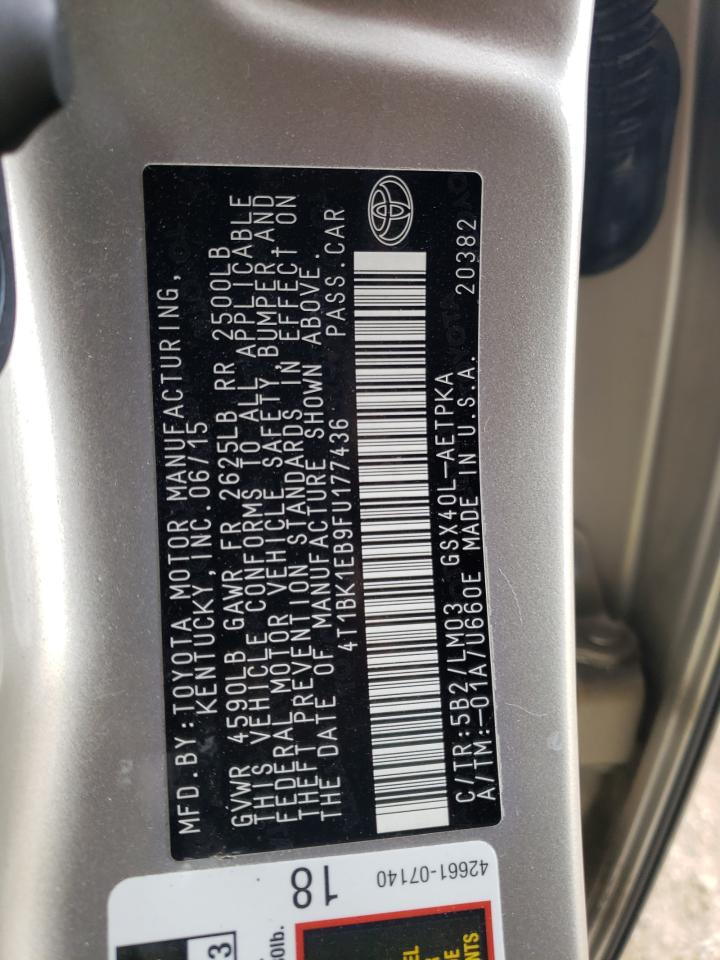 MFD.BY:TOYOTA MOTOR MANUFACTURING,
KENTUCKY, INC.06/15
GVWR 4590LB GAWR FR 2625LB RR 2500LB
THIS VEHICLE CONFORMS TO ALL APPLICABLE
FEDERAL MOTOR VEHICLE SAFETY, BUMPER AND
THEFT PREVENTION STANDARDS IN EFFECT ON
THE DATE OF MANUFACTURE SHOWN ABOVE.
4T1BK1EB9FU177436 PASS.CAR
C/TR:5B2/LM03 GSX40L-AETPKA
A/TM:-01A/U660E MADE IN U.S.A. 20382
42661-07140
18
3
lb.